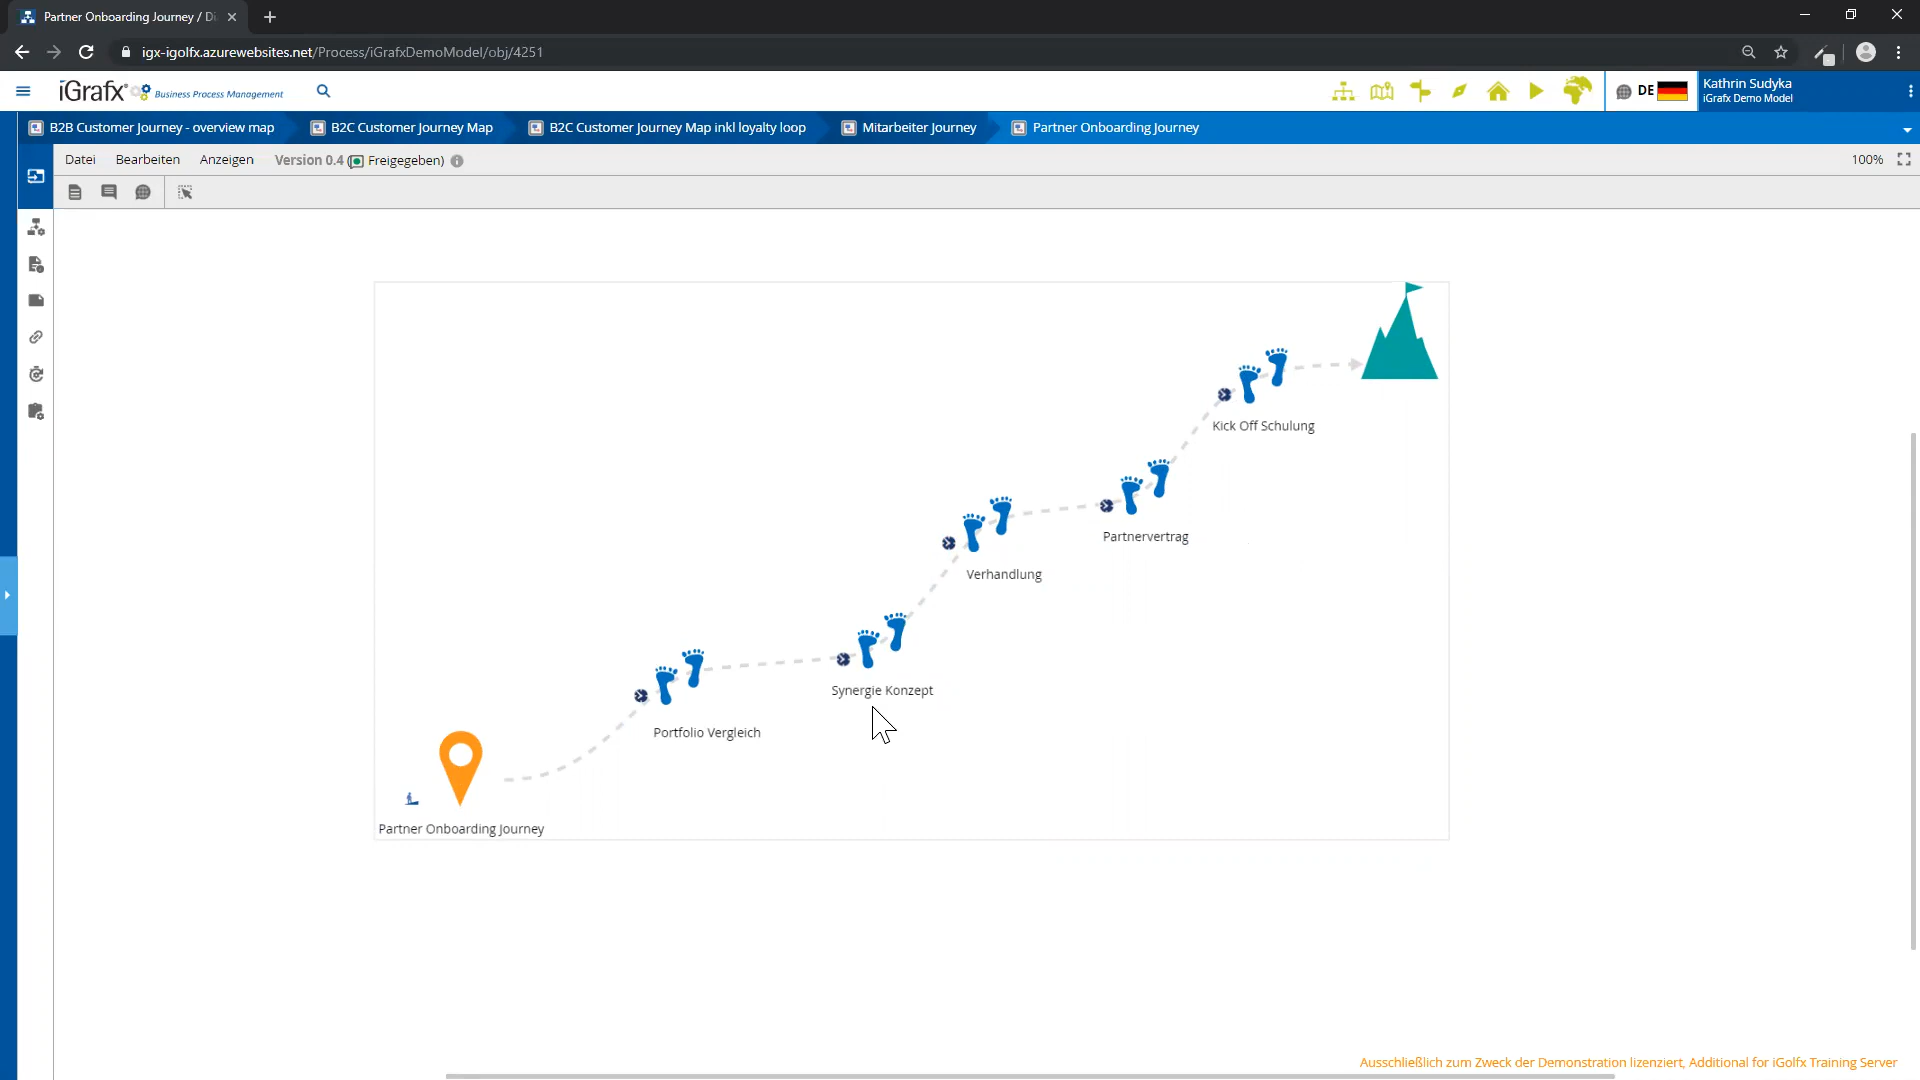 Partner Onboarding Journey / Di
igx-igolfx.azurewebsites.net/Process/iGrafxDemoModel/obj/4251
iGrafx Business Process Management
DE
Kathrin Sudyka
iGrafx Demo Model
B2B Customer Journey - overview map
B2C Customer Journey Map
B2C Customer Journey Map inkl loyalty loop
Mitarbeiter Journey
Partner Onboarding Journey
Datei
Bearbeiten
Anzeigen
Version 0.4 ( Freigegeben)
100%
Kick Off Schulung
Partnervertrag
Verhandlung
Synergie Konzept
Portfolio Vergleich
Partner Onboarding Journey
Ausschließlich zum Zweck der Demonstration lizenziert, Additional for iGolfx Training Server